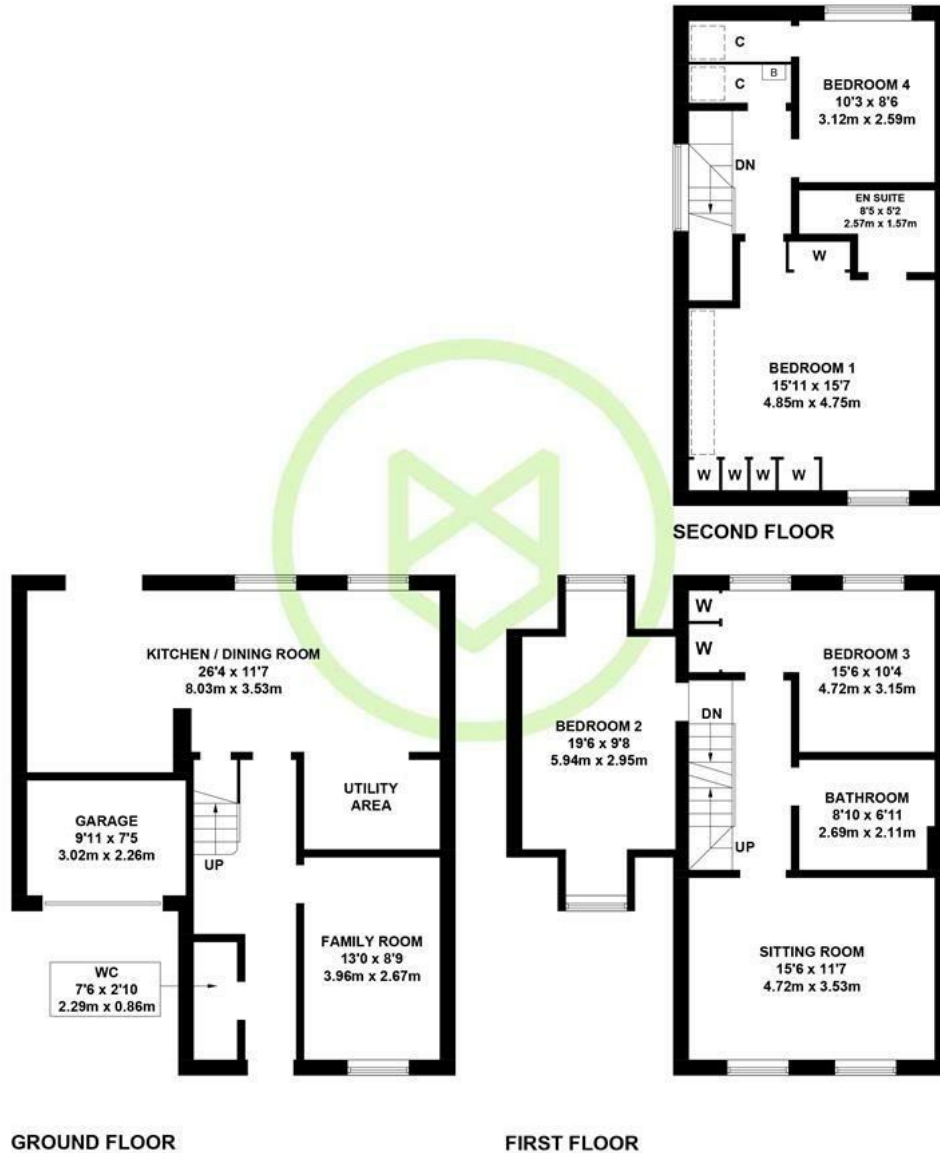 C
C
B
BEDROOM 4
10'3 x 8'6
3.12m x 2.59m
DN
EN SUITE
8'5 x 5'2
2.57m x 1.57m
W
BEDROOM 1
15'11 x 15'7
4.85m x 4.75m
W
W
W
W
SECOND FLOOR
KITCHEN / DINING ROOM
26'4 x 11'7
8.03m x 3.53m
UTILITY
AREA
GARAGE
9'11 x 7'5
3.02m x 2.26m
UP
FAMILY ROOM
13'0 x 8'9
3.96m x 2.67m
WC
7'6 x 2'10
2.29m x 0.86m
GROUND FLOOR
W
W
BEDROOM 3
15'6 x 10'4
4.72m x 3.15m
BEDROOM 2
19'6 x 9'8
5.94m x 2.95m
DN
BATHROOM
8'10 x 6'11
2.69m x 2.11m
UP
SITTING ROOM
15'6 x 11'7
4.72m x 3.53m
FIRST FLOOR